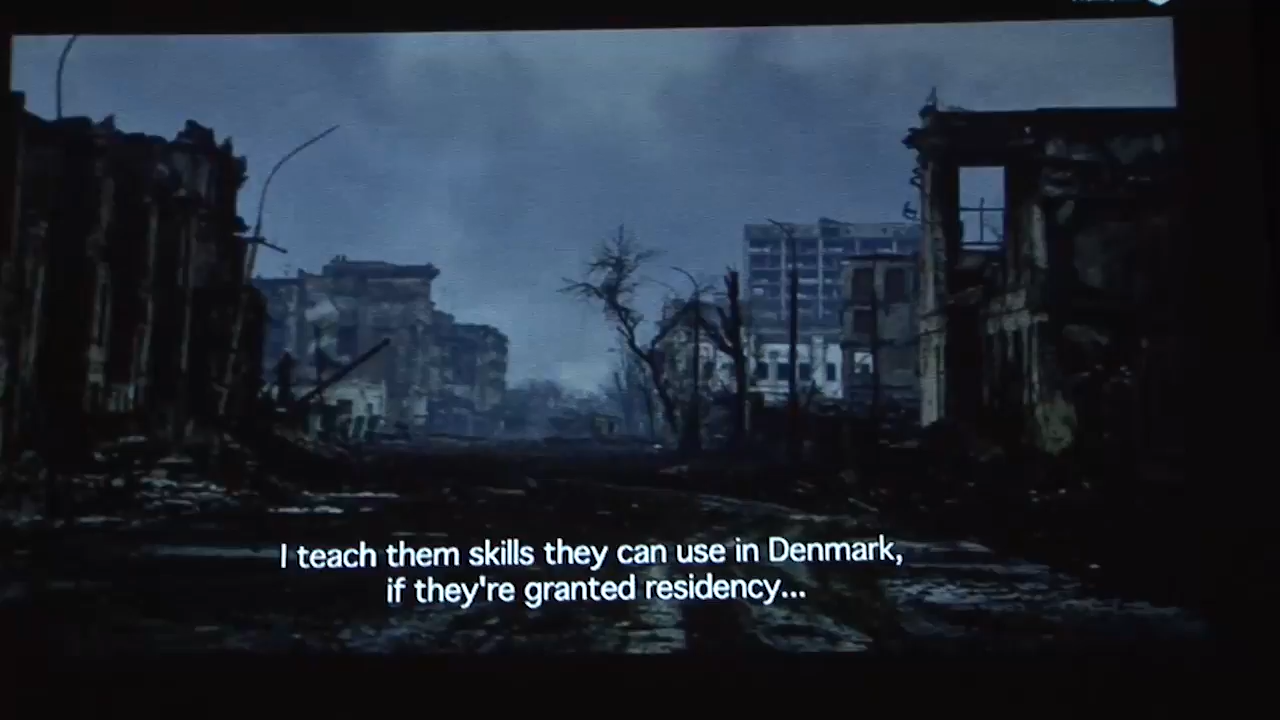 I teach them skills they can use in Denmark,
if they're granted residency...